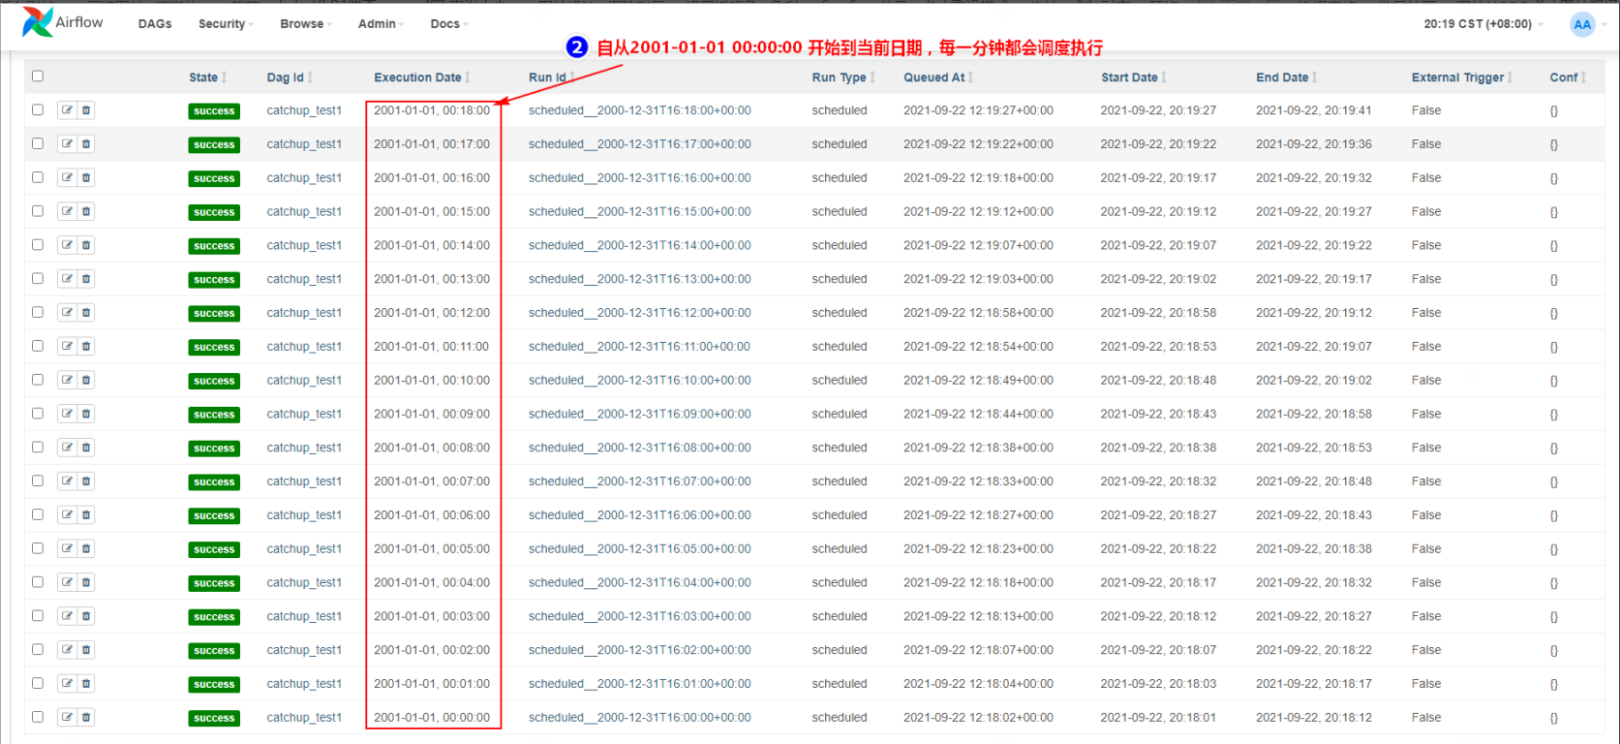 Airflow DAGs Security Browse Admin Docs 20:19 CST (+08:00) AA
2 自从2001-01-01 00:00:00 开始到当前日期，每一分钟都会调度执行
State Dag Id Execution Date Run Id Run Type Queued At Start Date End Date External Trigger Conf
success catchup_test1 2001-01-01, 00:18:00 scheduled__2000-12-31T16:18:00+00:00 scheduled 2021-09-22 12:19:27+00:00 2021-09-22, 20:19:27 2021-09-22, 20:19:41 False {}
success catchup_test1 2001-01-01, 00:17:00 scheduled__2000-12-31T16:17:00+00:00 scheduled 2021-09-22 12:19:22+00:00 2021-09-22, 20:19:22 2021-09-22, 20:19:36 False {}
success catchup_test1 2001-01-01, 00:16:00 scheduled__2000-12-31T16:16:00+00:00 scheduled 2021-09-22 12:19:18+00:00 2021-09-22, 20:19:17 2021-09-22, 20:19:32 False {}
success catchup_test1 2001-01-01, 00:15:00 scheduled__2000-12-31T16:15:00+00:00 scheduled 2021-09-22 12:19:12+00:00 2021-09-22, 20:19:12 2021-09-22, 20:19:27 False {}
success catchup_test1 2001-01-01, 00:14:00 scheduled__2000-12-31T16:14:00+00:00 scheduled 2021-09-22 12:19:07+00:00 2021-09-22, 20:19:07 2021-09-22, 20:19:22 False {}
success catchup_test1 2001-01-01, 00:13:00 scheduled__2000-12-31T16:13:00+00:00 scheduled 2021-09-22 12:19:03+00:00 2021-09-22, 20:19:02 2021-09-22, 20:19:17 False {}
success catchup_test1 2001-01-01, 00:12:00 scheduled__2000-12-31T16:12:00+00:00 scheduled 2021-09-22 12:18:58+00:00 2021-09-22, 20:18:58 2021-09-22, 20:19:12 False {}
success catchup_test1 2001-01-01, 00:11:00 scheduled__2000-12-31T16:11:00+00:00 scheduled 2021-09-22 12:18:54+00:00 2021-09-22, 20:18:53 2021-09-22, 20:19:07 False {}
success catchup_test1 2001-01-01, 00:10:00 scheduled__2000-12-31T16:10:00+00:00 scheduled 2021-09-22 12:18:49+00:00 2021-09-22, 20:18:48 2021-09-22, 20:19:02 False {}
success catchup_test1 2001-01-01, 00:09:00 scheduled__2000-12-31T16:09:00+00:00 scheduled 2021-09-22 12:18:44+00:00 2021-09-22, 20:18:43 2021-09-22, 20:18:58 False {}
success catchup_test1 2001-01-01, 00:08:00 scheduled__2000-12-31T16:08:00+00:00 scheduled 2021-09-22 12:18:38+00:00 2021-09-22, 20:18:38 2021-09-22, 20:18:53 False {}
success catchup_test1 2001-01-01, 00:07:00 scheduled__2000-12-31T16:07:00+00:00 scheduled 2021-09-22 12:18:33+00:00 2021-09-22, 20:18:32 2021-09-22, 20:18:48 False {}
success catchup_test1 2001-01-01, 00:06:00 scheduled__2000-12-31T16:06:00+00:00 scheduled 2021-09-22 12:18:27+00:00 2021-09-22, 20:18:27 2021-09-22, 20:18:43 False {}
success catchup_test1 2001-01-01, 00:05:00 scheduled__2000-12-31T16:05:00+00:00 scheduled 2021-09-22 12:18:23+00:00 2021-09-22, 20:18:22 2021-09-22, 20:18:38 False {}
success catchup_test1 2001-01-01, 00:04:00 scheduled__2000-12-31T16:04:00+00:00 scheduled 2021-09-22 12:18:18+00:00 2021-09-22, 20:18:17 2021-09-22, 20:18:32 False {}
success catchup_test1 2001-01-01, 00:03:00 scheduled__2000-12-31T16:03:00+00:00 scheduled 2021-09-22 12:18:13+00:00 2021-09-22, 20:18:12 2021-09-22, 20:18:27 False {}
success catchup_test1 2001-01-01, 00:02:00 scheduled__2000-12-31T16:02:00+00:00 scheduled 2021-09-22 12:18:07+00:00 2021-09-22, 20:18:07 2021-09-22, 20:18:22 False {}
success catchup_test1 2001-01-01, 00:01:00 scheduled__2000-12-31T16:01:00+00:00 scheduled 2021-09-22 12:18:04+00:00 2021-09-22, 20:18:03 2021-09-22, 20:18:17 False {}
success catchup_test1 2001-01-01, 00:00:00 scheduled__2000-12-31T16:00:00+00:00 scheduled 2021-09-22 12:18:02+00:00 2021-09-22, 20:18:01 2021-09-22, 20:18:12 False {}